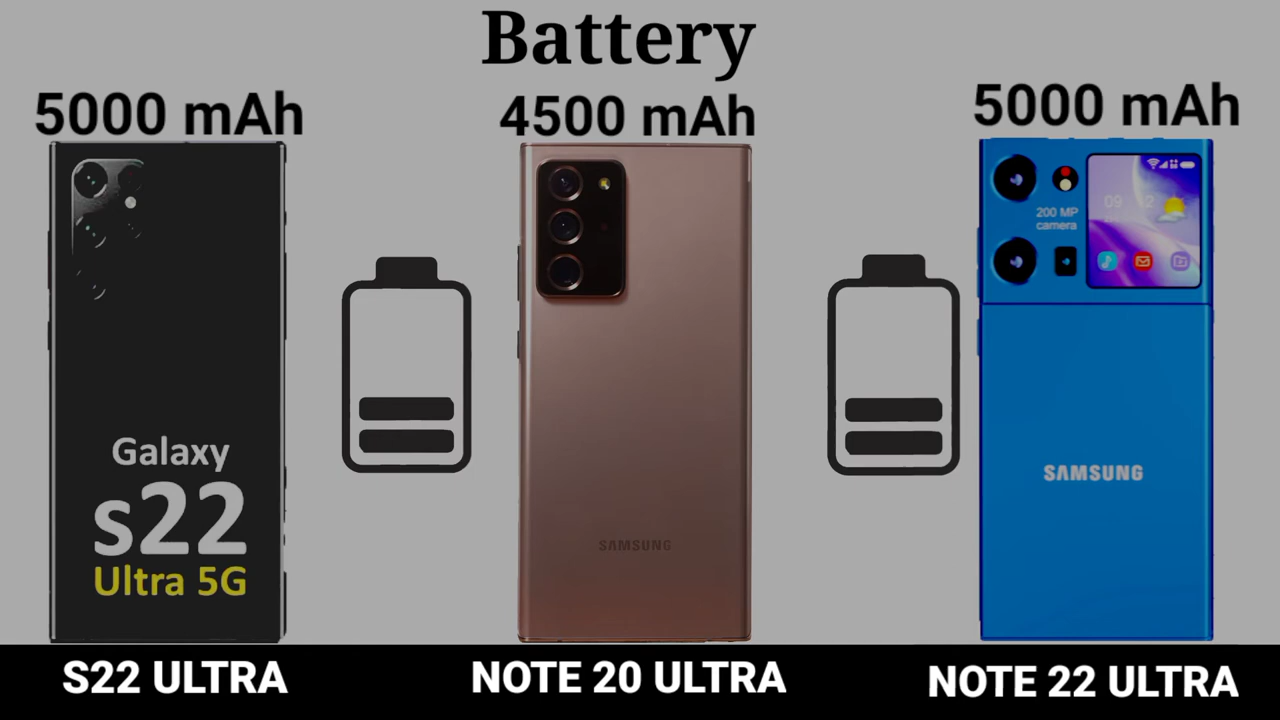 Battery
5000 mAh
4500 mAh
5000 mAh
200 MP
camera
Galaxy
S22
Ultra 5G
SAMSUNG
SAMSUNG
S22 ULTRA
NOTE 20 ULTRA
NOTE 22 ULTRA